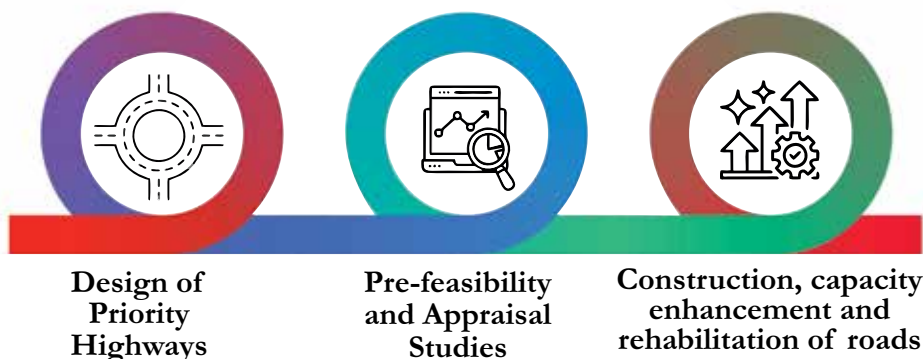 Design of
Priority
Highways
Pre-feasibility
and Appraisal
Studies
Construction, capacity
enhancement and
rehabilitation of roads